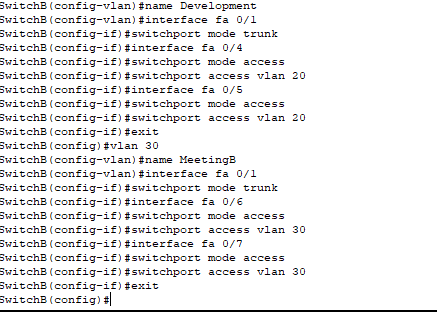 SwitchB(config-vlan)#name Development
SwitchB(config-vlan)#interface fa 0/1
SwitchB(config-if)#switchport mode trunk
SwitchB(config-if)#interface fa 0/4
SwitchB(config-if)#switchport mode access
SwitchB(config-if)#switchport access vlan 20
SwitchB(config-if)#interface fa 0/5
SwitchB(config-if)#switchport mode access
SwitchB(config-if)#switchport access vlan 20
SwitchB(config-if)#exit
SwitchB(config)#vlan 30
SwitchB(config-vlan)#name MeetingB
SwitchB(config-vlan)#interface fa 0/1
SwitchB(config-if)#switchport mode trunk
SwitchB(config-if)#interface fa 0/6
SwitchB(config-if)#switchport mode access
SwitchB(config-if)#switchport access vlan 30
SwitchB(config-if)#interface fa 0/7
SwitchB(config-if)#switchport mode access
SwitchB(config-if)#switchport access vlan 30
SwitchB(config-if)#exit
SwitchB(config)#